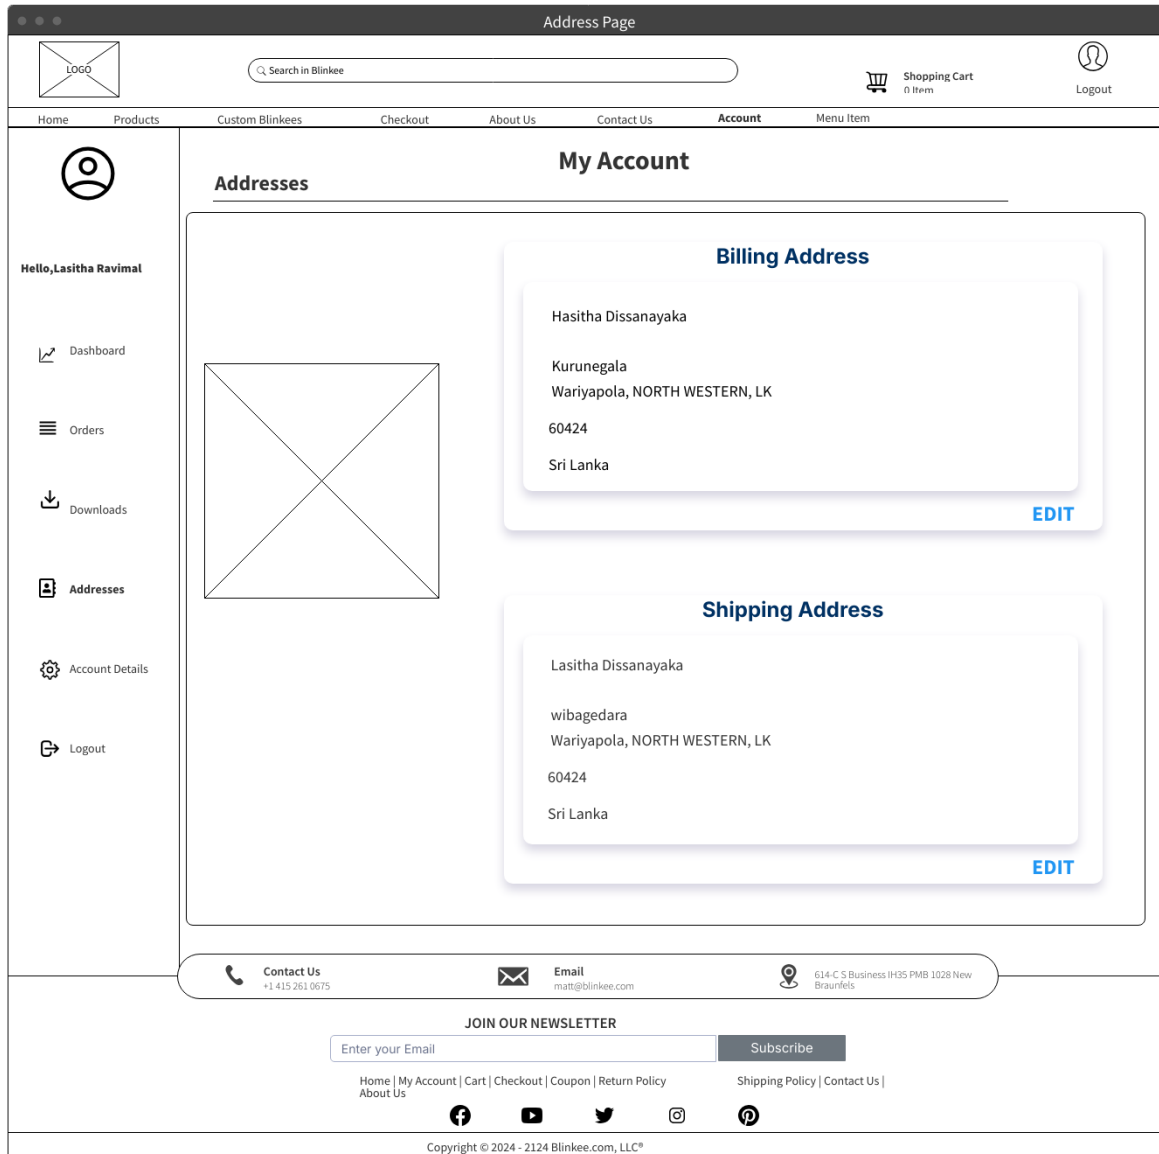 Address Page
LOGO
Search in Blinkee
Shopping Cart
0 Item
Logout
Home
Products
Custom Blinkees
Checkout
About Us
Contact Us
Account
Menu Item
My Account
Addresses
Hello,Lasitha Ravimal
Dashboard
Orders
Downloads
Addresses
Account Details
Logout
Billing Address
Hasitha Dissanayaka
Kurunegala
Wariyapola, NORTH WESTERN, LK
60424
Sri Lanka
EDIT
Shipping Address
Lasitha Dissanayaka
wibagedara
Wariyapola, NORTH WESTERN, LK
60424
Sri Lanka
EDIT
Contact Us
+1 415 261 0675
Email
matt@blinkee.com
614-C S Business IH35 PMB 1028 New
Braunfels
JOIN OUR NEWSLETTER
Enter your Email
Subscribe
Home | My Account | Cart | Checkout | Coupon | Return Policy
Shipping Policy | Contact Us |
About Us
Copyright © 2024 - 2124 Blinkee.com, LLC®